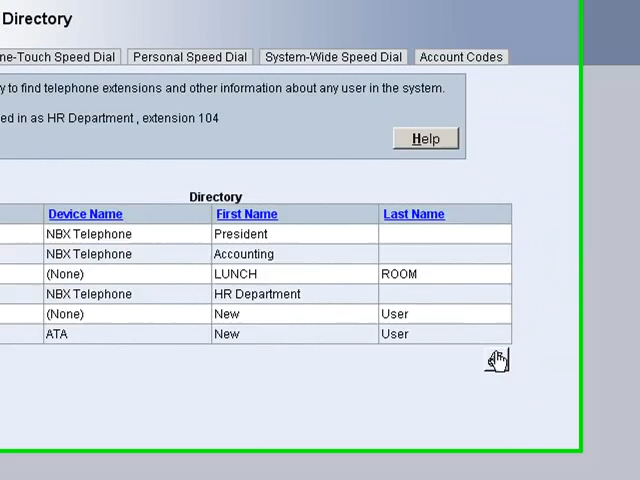 Directory
ne-Touch Speed Dial Personal Speed Dial System-Wide Speed Dial Account Codes
y to find telephone extensions and other information about any user in the system.
ed in as HR Department , extension 104
Help
Directory
Device Name First Name Last Name
NBX Telephone President
NBX Telephone Accounting
(None) LUNCH ROOM
NBX Telephone HR Department
(None) New User
ATA New User